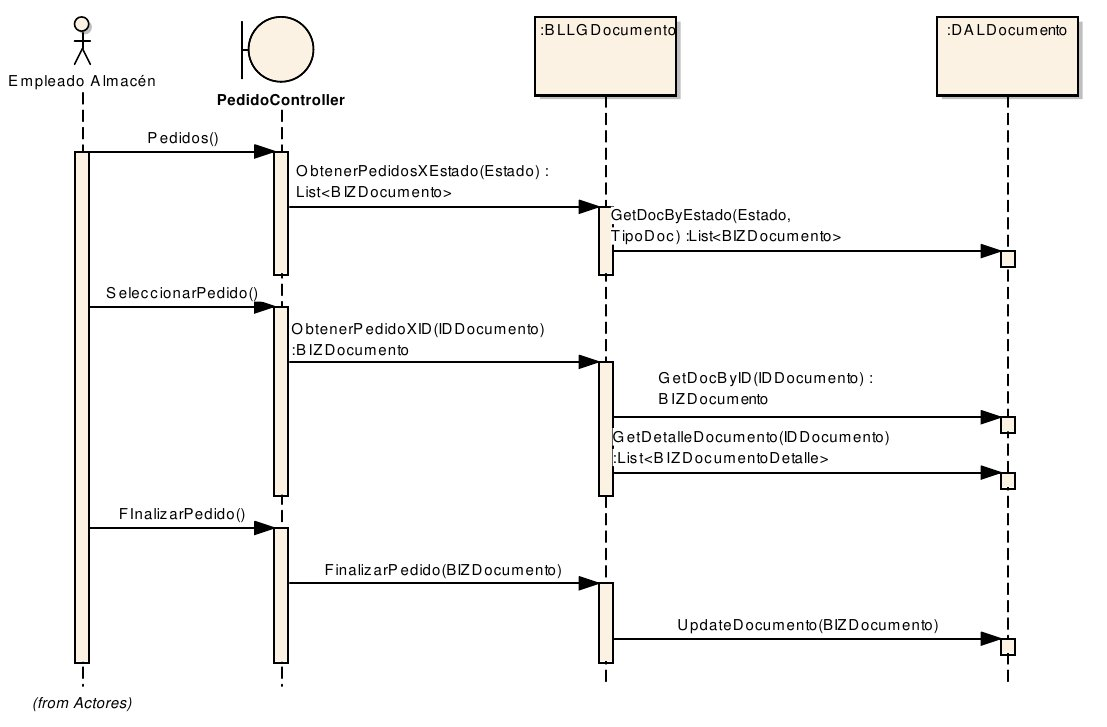 :BLLGDocumento
:DALDocumento
Empleado Almacén
PedidoController
Pedidos()
ObtenerPedidosXEstado(Estado) :
List<BIZDocumento>
GetDocByEstado(Estado,
TipoDoc) :List<BIZDocumento>
SeleccionarPedido()
ObtenerPedidoXID(IDDocumento)
:BIZDocumento
GetDocByID(IDDocumento) :
BIZDocumento
GetDetalleDocumento(IDDocumento)
:List<BIZDocumentoDetalle>
FInalizarPedido()
FinalizarPedido(BIZDocumento)
UpdateDocumento(BIZDocumento)
(from Actores)